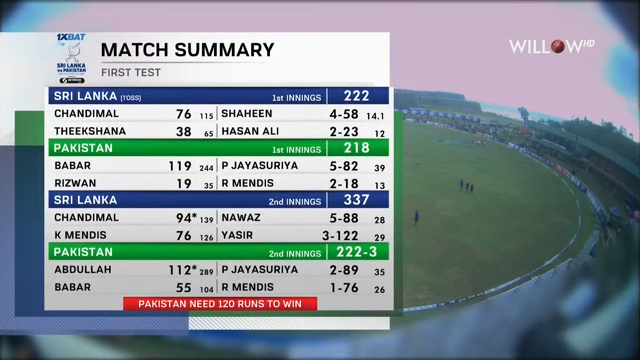 1XBAT
SRI LANKA
vs PAKISTAN
MATCH SUMMARY
FIRST TEST
WILLOW HD
SRI LANKA (TOSS) 1st INNINGS 222
CHANDIMAL 76 115 SHAHEEN 4-58 14.1
THEEKSHANA 38 65 HASAN ALI 2-23 12
PAKISTAN 1st INNINGS 218
BABAR 119 244 P JAYASURIYA 5-82 39
RIZWAN 19 35 R MENDIS 2-18 13
SRI LANKA 2nd INNINGS 337
CHANDIMAL 94* 139 NAWAZ 5-88 28
K MENDIS 76 126 YASIR 3-122 29
PAKISTAN 2nd INNINGS 222-3
ABDULLAH 112* 289 P JAYASURIYA 2-89 35
BABAR 55 104 R MENDIS 1-76 26
PAKISTAN NEED 120 RUNS TO WIN